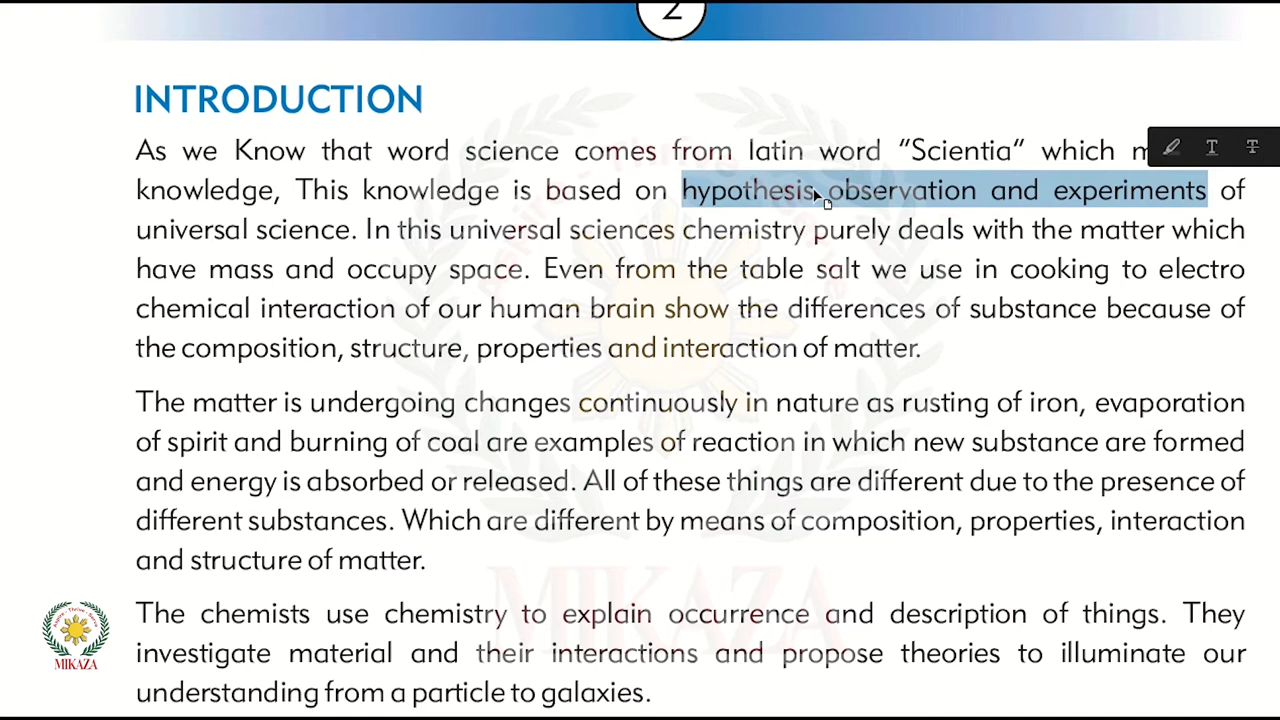 2
INTRODUCTION
As we Know that word science comes from latin word "Scientia" which
knowledge, This knowledge is based on hypothesis observation and experiments of
universal science. In this universal sciences chemistry purely deals with the matter which
have mass and occupy space. Even from the table salt we use in cooking to electro
chemical interaction of our human brain show the differences of substance because of
the composition, structure, properties and interaction of matter.
The matter is undergoing changes continuously in nature as rusting of iron, evaporation
of spirit and burning of coal are examples of reaction in which new substance are formed
and energy is absorbed or released. All of these things are different due to the presence of
different substances. Which are different by means of composition, properties, interaction
and structure of matter.
The chemists use chemistry to explain occurrence and description of things. They
investigate material and their interactions and propose theories to illuminate our
understanding from a particle to galaxies.
MIKAZA
MIKAZA